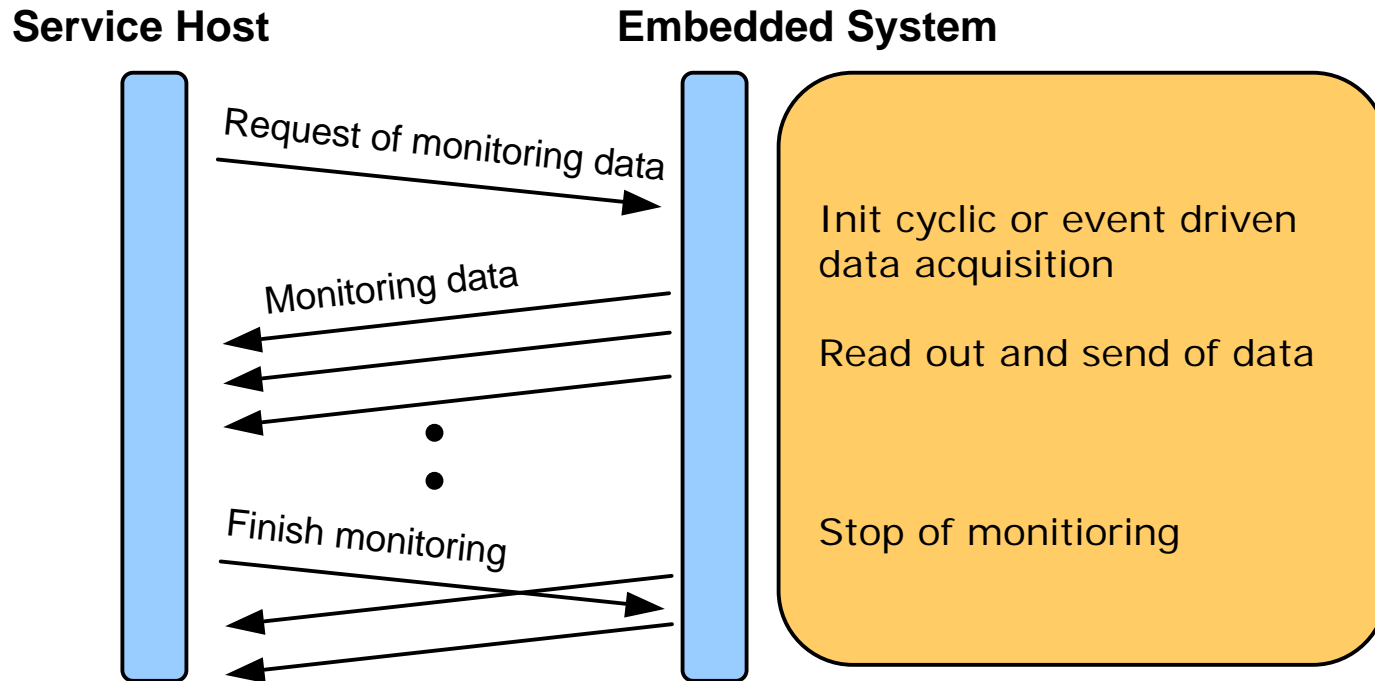 Service Host
Embedded System
Request of monitoring data
Init cyclic or event driven
data acquisition
Monitoring data
Read out and send of data
Finish monitoring
Stop of monitioring